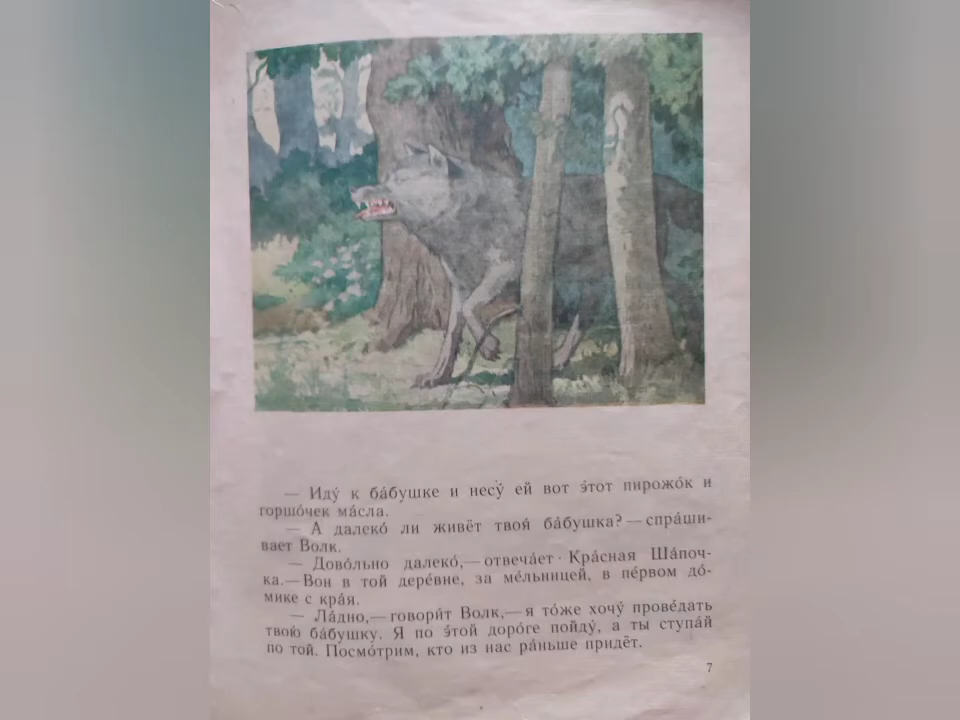 — Иду́ к ба́бушке и несу́ ей вот э́тот пирожо́к и
горшо́чек ма́сла.
— А далеко́ ли живёт твоя́ ба́бушка? — спра́ши-
вает Волк.
— Дово́льно далеко́, — отвеча́ет Кра́сная Ша́поч-
ка. — Вон в той дере́вне, за ме́льницей, в пе́рвом до́-
мике с кра́я.
— Ла́дно, — говори́т Волк, — я то́же хочу́ прове́дать
твою́ ба́бушку. Я по э́той доро́ге пойду́, а ты ступа́й
по той. Посмо́трим, кто из нас ра́ньше придёт.
7